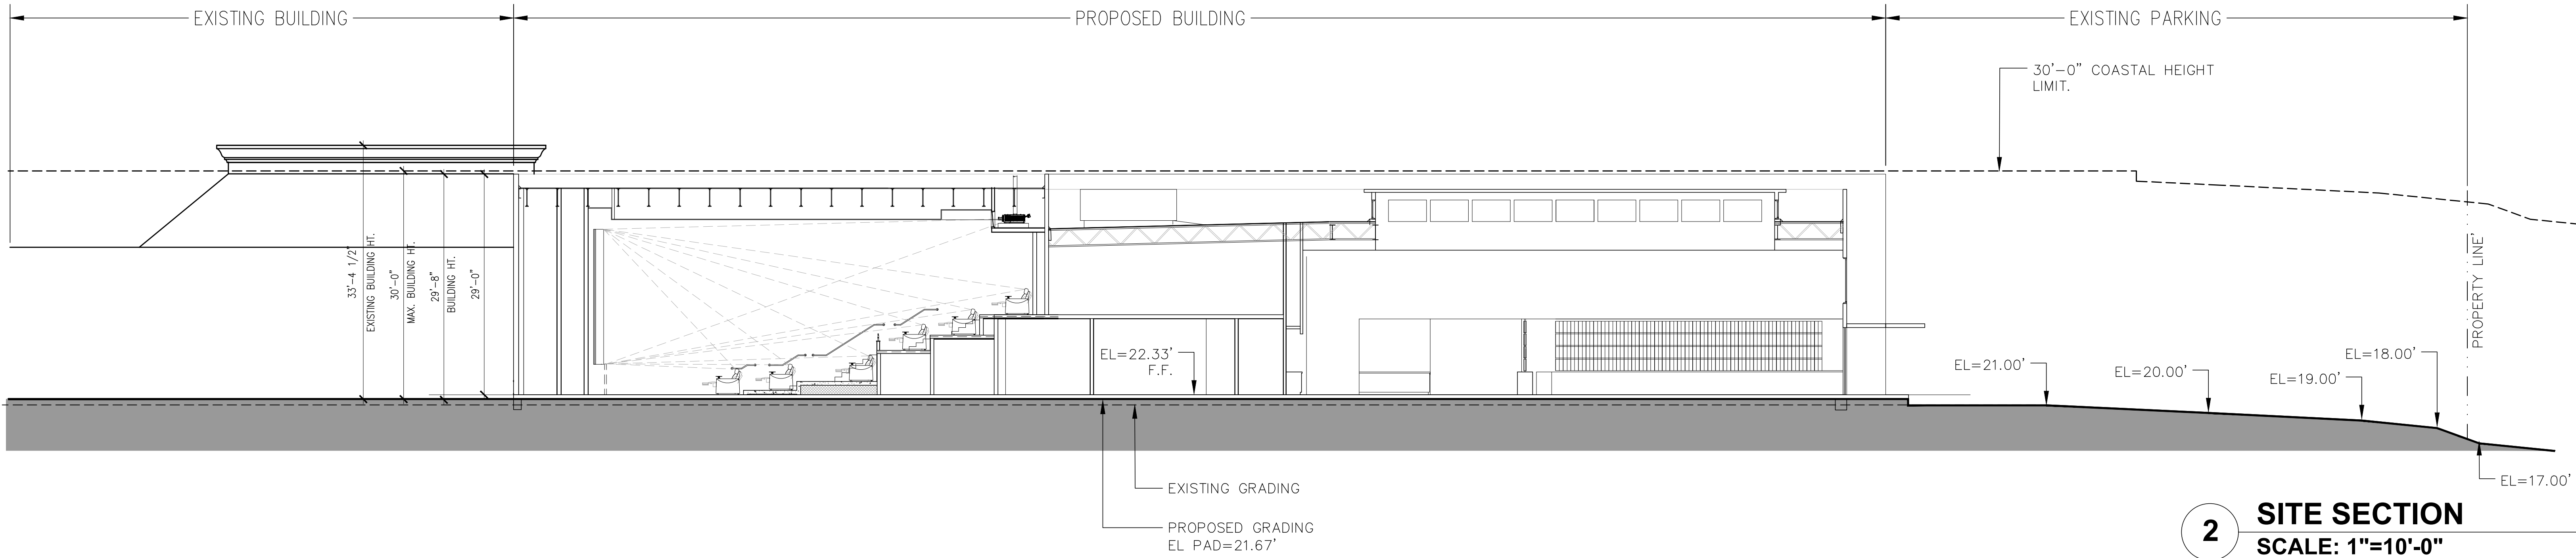 EXISTING BUILDING
PROPOSED BUILDING
EXISTING PARKING
30'-0" COASTAL HEIGHT
LIMIT.
33'-4 1/2"
EXISTING BUILDING HT.
30'-0"
MAX. BUILDING HT.
29'-8"
BUILDING HT.
29'-0"
EL=22.33'
F.F.
EL=21.00'
EL=20.00'
EL=19.00'
EL=18.00'
PROPERTY LINE
EL=17.00'
EXISTING GRADING
PROPOSED GRADING
EL PAD=21.67'
2
SITE SECTION
SCALE: 1"=10'-0"